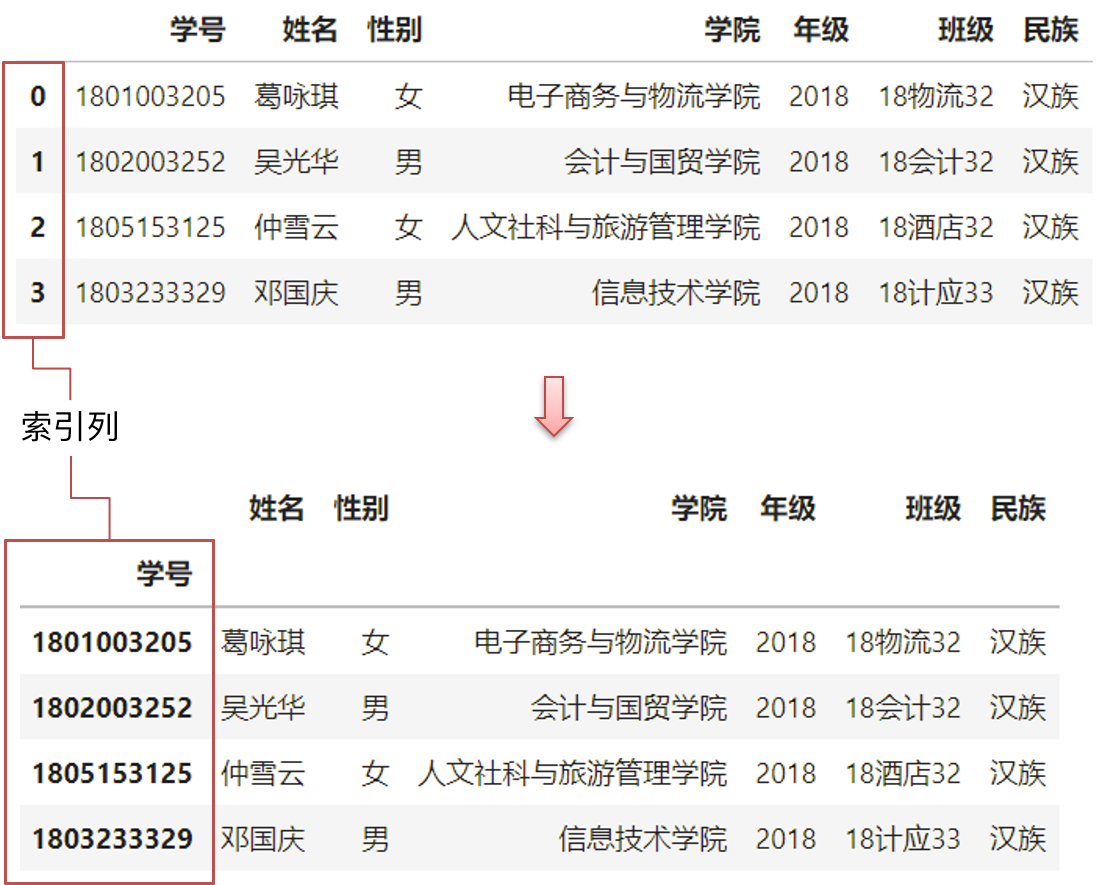 学号 姓名 性别 学院 年级 班级 民族
0 1801003205 葛咏琪 女 电子商务与物流学院 2018 18物流32 汉族
1 1802003252 吴光华 男 会计与国贸学院 2018 18会计32 汉族
2 1805153125 仲雪云 女 人文社科与旅游管理学院 2018 18酒店32 汉族
3 1803233329 邓国庆 男 信息技术学院 2018 18计应33 汉族
索引列
姓名 性别 学院 年级 班级 民族
学号
1801003205 葛咏琪 女 电子商务与物流学院 2018 18物流32 汉族
1802003252 吴光华 男 会计与国贸学院 2018 18会计32 汉族
1805153125 仲雪云 女 人文社科与旅游管理学院 2018 18酒店32 汉族
1803233329 邓国庆 男 信息技术学院 2018 18计应33 汉族